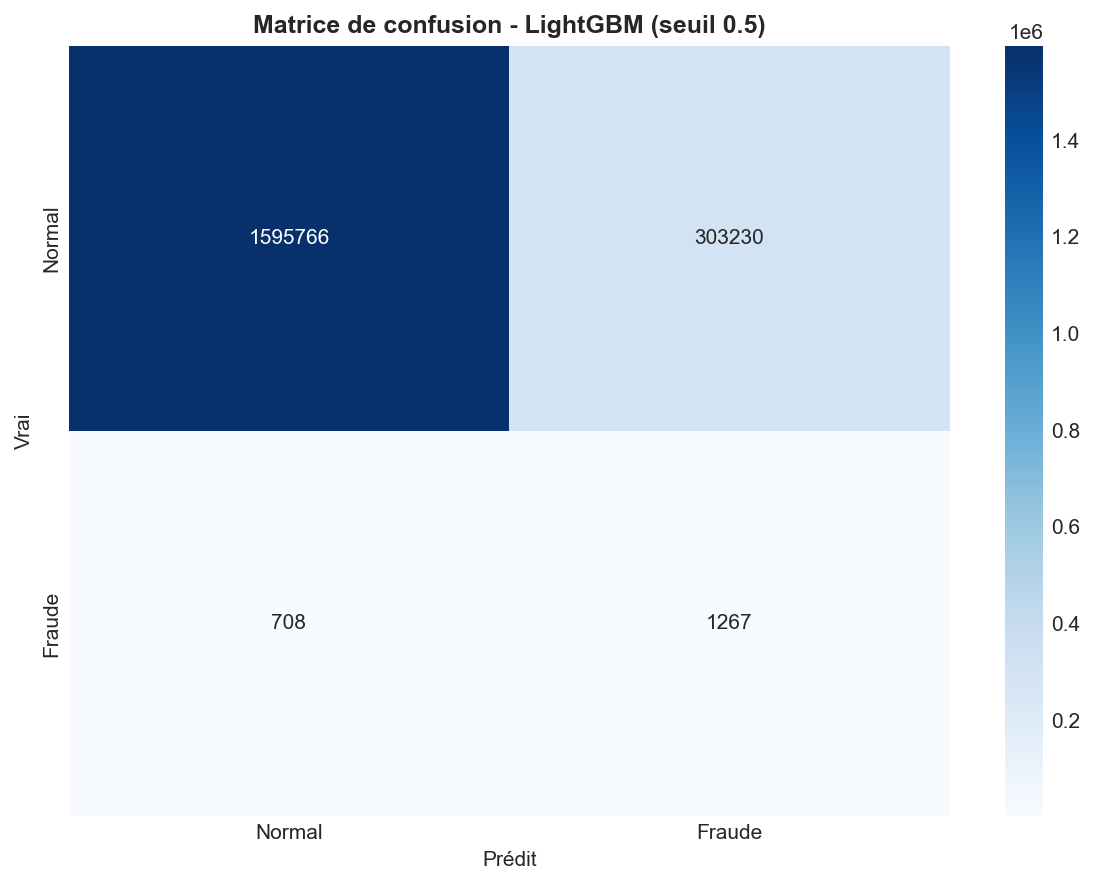 Matrice de confusion - LightGBM (seuil 0.5)
1e6
Normal
1595766
303230
1.4
1.2
1.0
0.8
0.6
0.4
0.2
Vrai
Fraude
708
1267
Normal
Fraude
Prédit